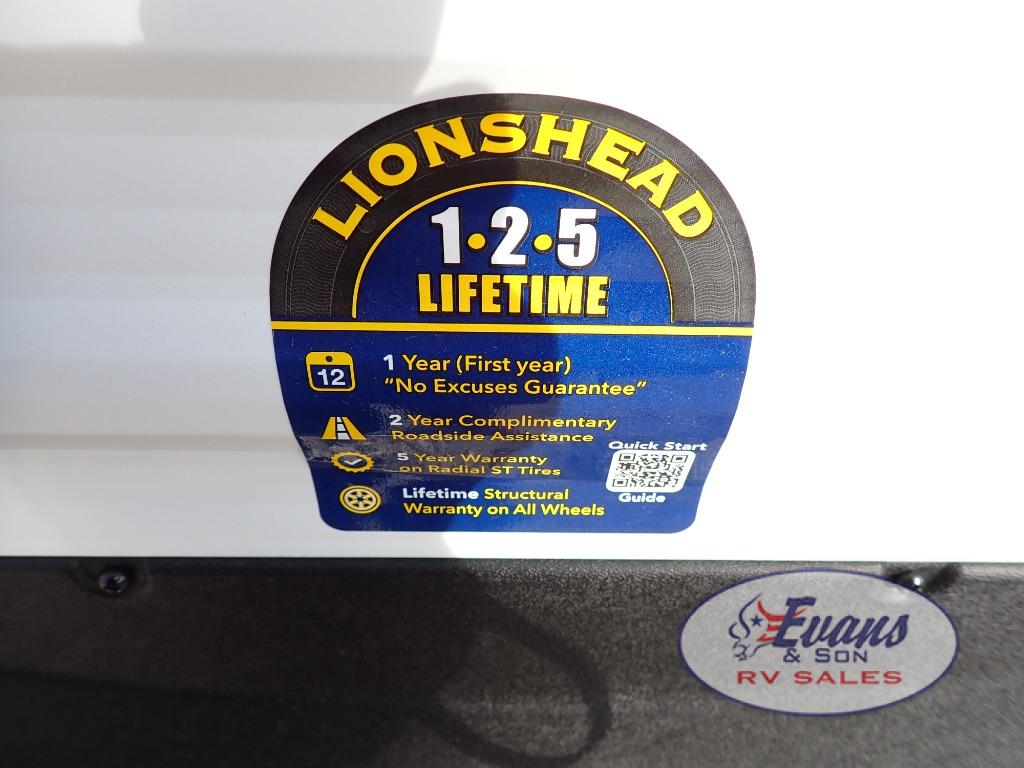 LIONSHEAD
1•2•5
LIFETIME
12
1 Year (First year)
"No Excuses Guarantee"
2 Year Complimentary
Roadside Assistance
5 Year Warranty
on Radial ST Tires
Lifetime Structural
Warranty on All Wheels
Quick Start
Guide
Evans
& SON
RV SALES